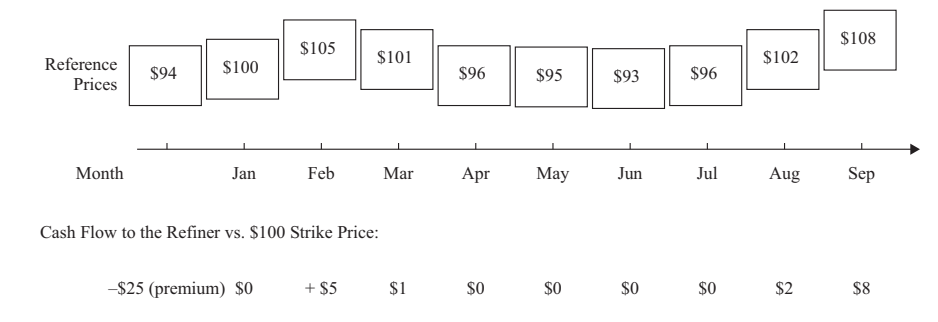 Reference Prices $94 $100 $105 $101 $96 $95 $93 $96 $102 $108
Month Jan Feb Mar Apr May Jun Jul Aug Sep
Cash Flow to the Refiner vs. $100 Strike Price:
–$25 (premium) $0 + $5 $1 $0 $0 $0 $0 $2 $8